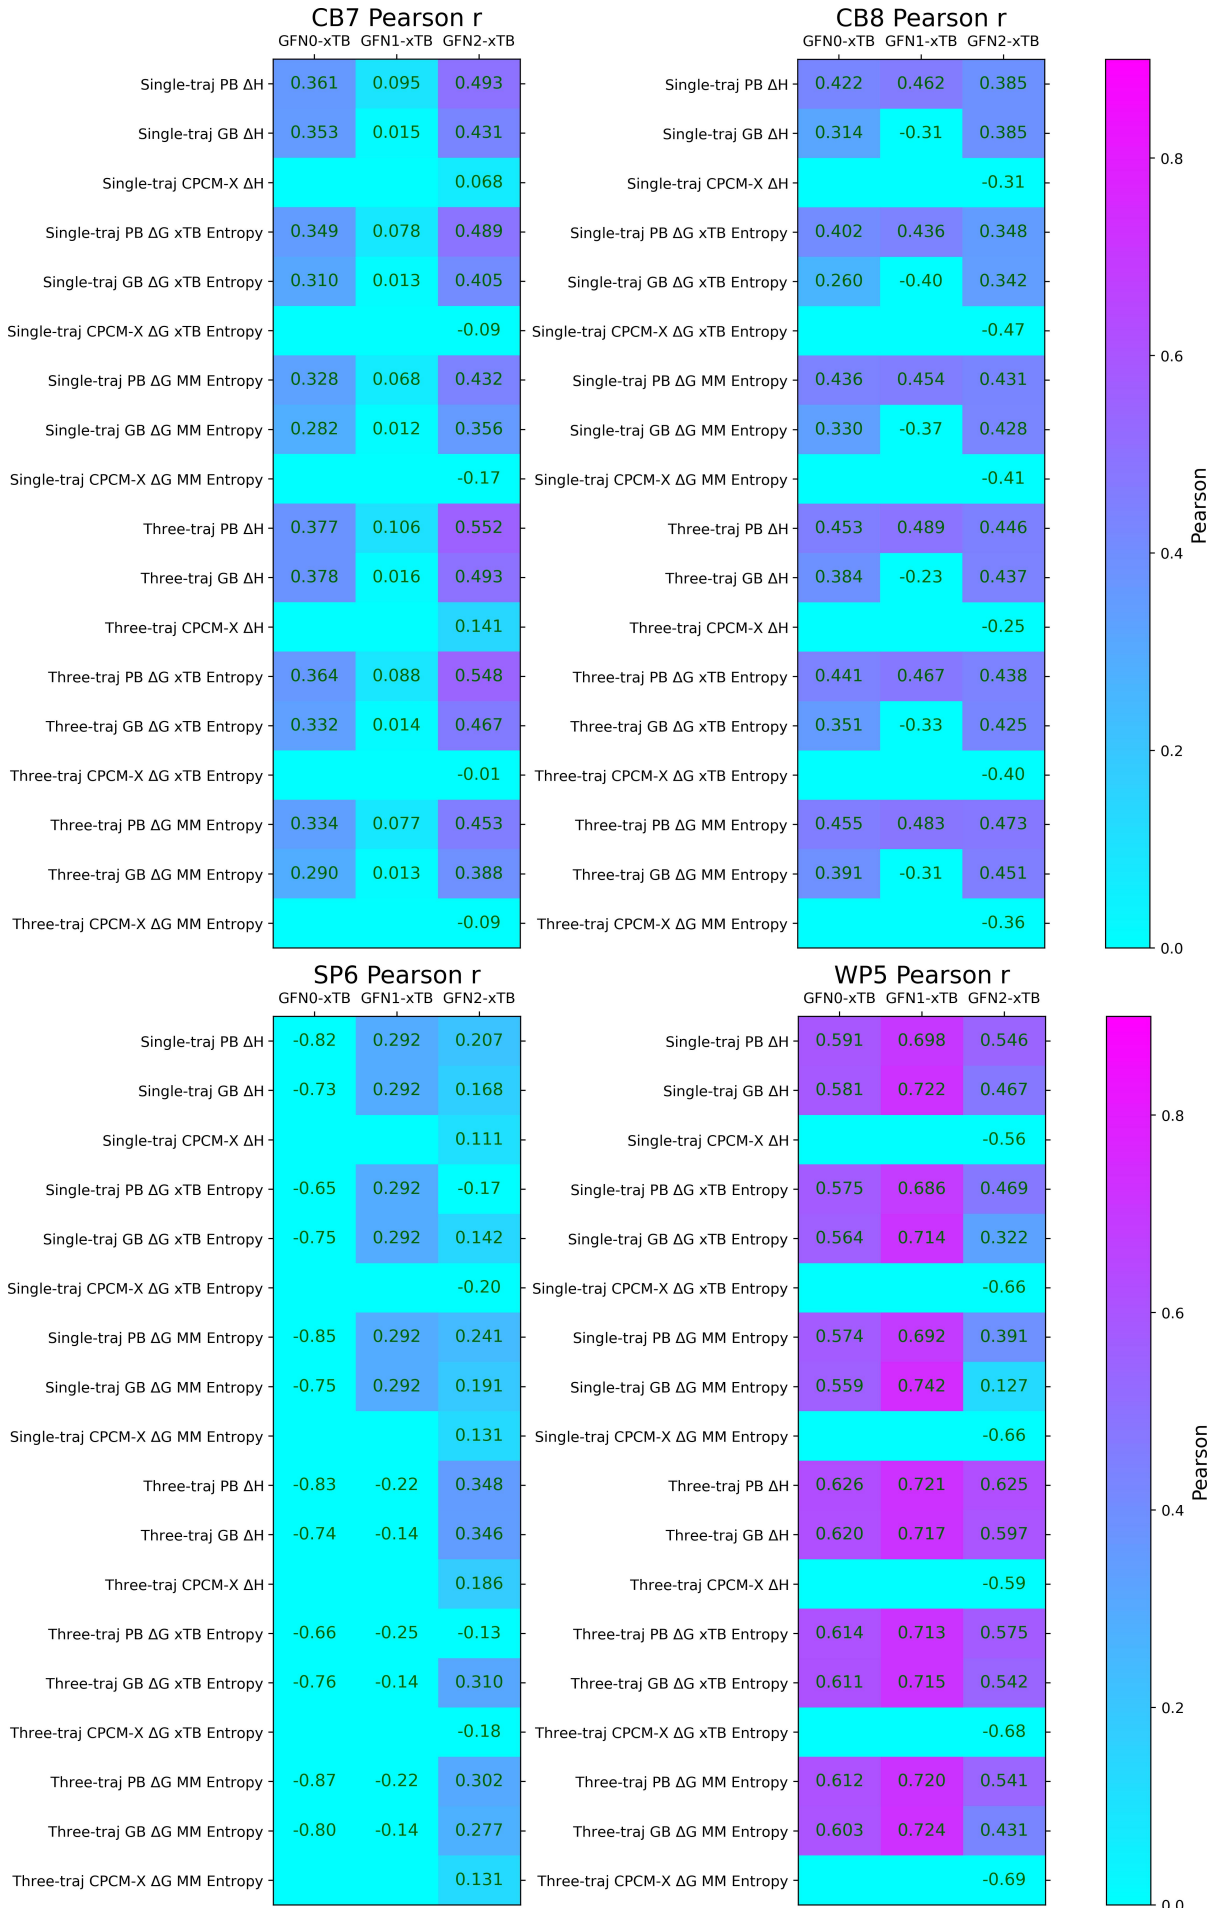 CB7 Pearson r
GFN0-xTB GFN1-xTB GFN2-xTB
Single-traj PB ΔH 0.361 0.095 0.493
Single-traj GB ΔH 0.353 0.015 0.431
Single-traj CPCM-X ΔH 0.068
Single-traj PB ΔG xTB Entropy 0.349 0.078 0.489
Single-traj GB ΔG xTB Entropy 0.310 0.013 0.405
Single-traj CPCM-X ΔG xTB Entropy -0.09
Single-traj PB ΔG MM Entropy 0.328 0.068 0.432
Single-traj GB ΔG MM Entropy 0.282 0.012 0.356
Single-traj CPCM-X ΔG MM Entropy -0.17
Three-traj PB ΔH 0.377 0.106 0.552
Three-traj GB ΔH 0.378 0.016 0.493
Three-traj CPCM-X ΔH 0.141
Three-traj PB ΔG xTB Entropy 0.364 0.088 0.548
Three-traj GB ΔG xTB Entropy 0.332 0.014 0.467
Three-traj CPCM-X ΔG xTB Entropy -0.01
Three-traj PB ΔG MM Entropy 0.334 0.077 0.453
Three-traj GB ΔG MM Entropy 0.290 0.013 0.388
Three-traj CPCM-X ΔG MM Entropy -0.09
CB8 Pearson r
GFN0-xTB GFN1-xTB GFN2-xTB
Single-traj PB ΔH 0.422 0.462 0.385
Single-traj GB ΔH 0.314 -0.31 0.385
Single-traj CPCM-X ΔH -0.31
Single-traj PB ΔG xTB Entropy 0.402 0.436 0.348
Single-traj GB ΔG xTB Entropy 0.260 -0.40 0.342
Single-traj CPCM-X ΔG xTB Entropy -0.47
Single-traj PB ΔG MM Entropy 0.436 0.454 0.431
Single-traj GB ΔG MM Entropy 0.330 -0.37 0.428
Single-traj CPCM-X ΔG MM Entropy -0.41
Three-traj PB ΔH 0.453 0.489 0.446
Three-traj GB ΔH 0.384 -0.23 0.437
Three-traj CPCM-X ΔH -0.25
Three-traj PB ΔG xTB Entropy 0.441 0.467 0.438
Three-traj GB ΔG xTB Entropy 0.351 -0.33 0.425
Three-traj CPCM-X ΔG xTB Entropy -0.40
Three-traj PB ΔG MM Entropy 0.455 0.483 0.473
Three-traj GB ΔG MM Entropy 0.391 -0.31 0.451
Three-traj CPCM-X ΔG MM Entropy -0.36
0.8
0.6
0.4
0.2
0.0
Pearson
SP6 Pearson r
GFN0-xTB GFN1-xTB GFN2-xTB
Single-traj PB ΔH -0.82 0.292 0.207
Single-traj GB ΔH -0.73 0.292 0.168
Single-traj CPCM-X ΔH 0.111
Single-traj PB ΔG xTB Entropy -0.65 0.292 -0.17
Single-traj GB ΔG xTB Entropy -0.75 0.292 0.142
Single-traj CPCM-X ΔG xTB Entropy -0.20
Single-traj PB ΔG MM Entropy -0.85 0.292 0.241
Single-traj GB ΔG MM Entropy -0.75 0.292 0.191
Single-traj CPCM-X ΔG MM Entropy 0.131
Three-traj PB ΔH -0.83 -0.22 0.348
Three-traj GB ΔH -0.74 -0.14 0.346
Three-traj CPCM-X ΔH 0.186
Three-traj PB ΔG xTB Entropy -0.66 -0.25 -0.13
Three-traj GB ΔG xTB Entropy -0.76 -0.14 0.310
Three-traj CPCM-X ΔG xTB Entropy -0.18
Three-traj PB ΔG MM Entropy -0.87 -0.22 0.302
Three-traj GB ΔG MM Entropy -0.80 -0.14 0.277
Three-traj CPCM-X ΔG MM Entropy 0.131
WP5 Pearson r
GFN0-xTB GFN1-xTB GFN2-xTB
Single-traj PB ΔH 0.591 0.698 0.546
Single-traj GB ΔH 0.581 0.722 0.467
Single-traj CPCM-X ΔH -0.56
Single-traj PB ΔG xTB Entropy 0.575 0.686 0.469
Single-traj GB ΔG xTB Entropy 0.564 0.714 0.322
Single-traj CPCM-X ΔG xTB Entropy -0.66
Single-traj PB ΔG MM Entropy 0.574 0.692 0.391
Single-traj GB ΔG MM Entropy 0.559 0.742 0.127
Single-traj CPCM-X ΔG MM Entropy -0.66
Three-traj PB ΔH 0.626 0.721 0.625
Three-traj GB ΔH 0.620 0.717 0.597
Three-traj CPCM-X ΔH -0.59
Three-traj PB ΔG xTB Entropy 0.614 0.713 0.575
Three-traj GB ΔG xTB Entropy 0.611 0.715 0.542
Three-traj CPCM-X ΔG xTB Entropy -0.68
Three-traj PB ΔG MM Entropy 0.612 0.720 0.541
Three-traj GB ΔG MM Entropy 0.603 0.724 0.431
Three-traj CPCM-X ΔG MM Entropy -0.69
0.8
0.6
0.4
0.2
0.0
Pearson